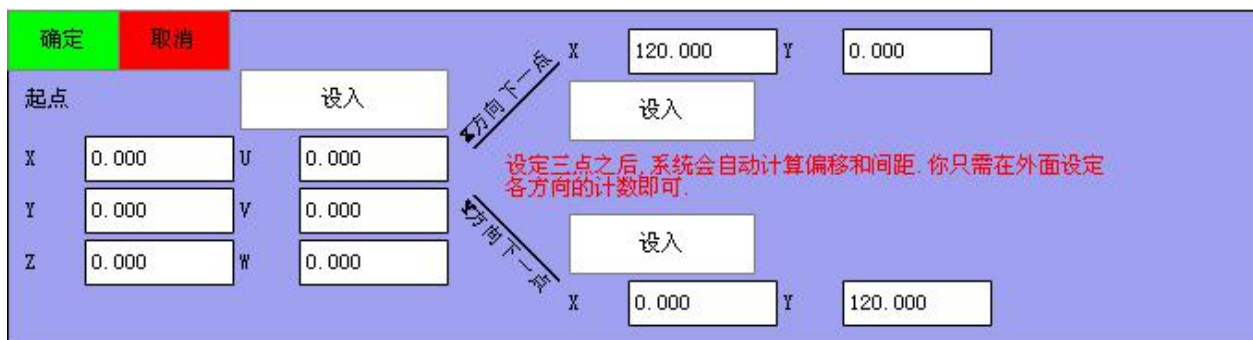 确定
取消
起点
设入
X 0.000 U 0.000
Y 0.000 V 0.000
Z 0.000 W 0.000
X方向下一点
X 120.000 Y 0.000
设入
设定三点之后,系统会自动计算偏移和间距.你只需在外面设定
各方向的计数即可.
方向下一点
设入
X 0.000 Y 120.000